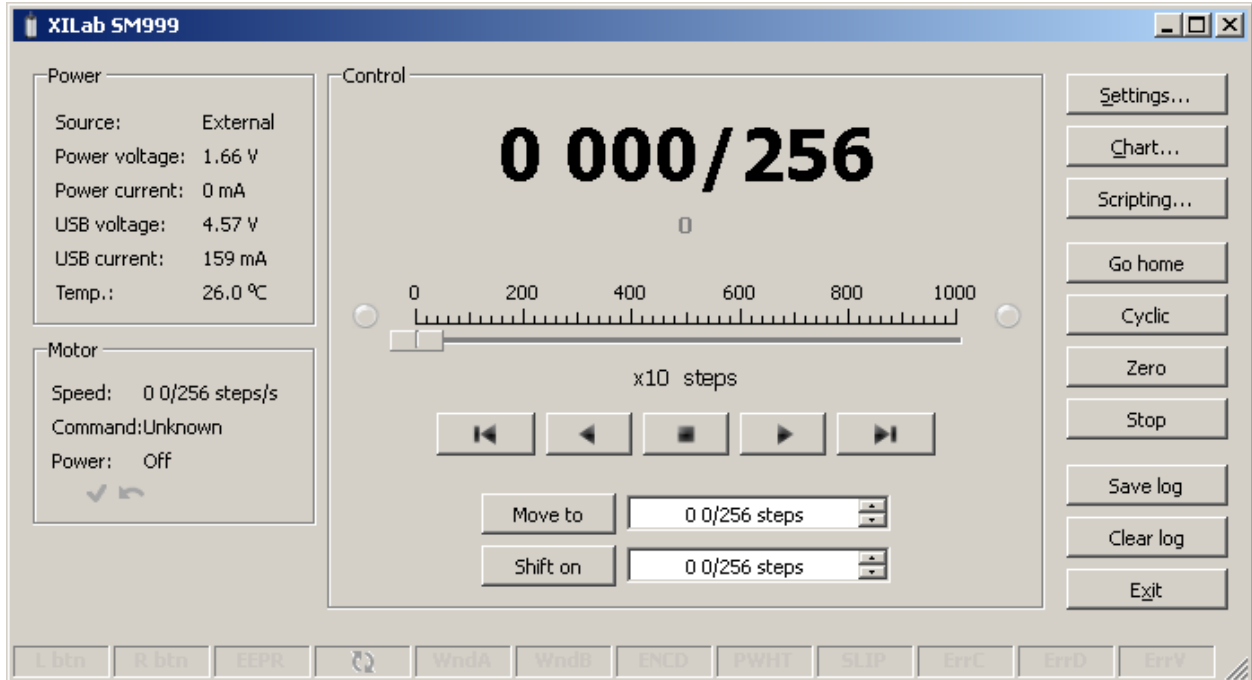 XILab SM999
Power
Source: External
Power voltage: 1.66 V
Power current: 0 mA
USB voltage: 4.57 V
USB current: 159 mA
Temp.: 26.0 ℃
Motor
Speed: 0 0/256 steps/s
Command:Unknown
Power: Off
Control
0 000/256
0
0 200 400 600 800 1000
x10 steps
Move to 0 0/256 steps
Shift on 0 0/256 steps
Settings...
Chart...
Scripting...
Go home
Cyclic
Zero
Stop
Save log
Clear log
Exit
L btn R btn EEPR WndA WndB ENCD PWHT SLIP ErrC ErrD ErrV